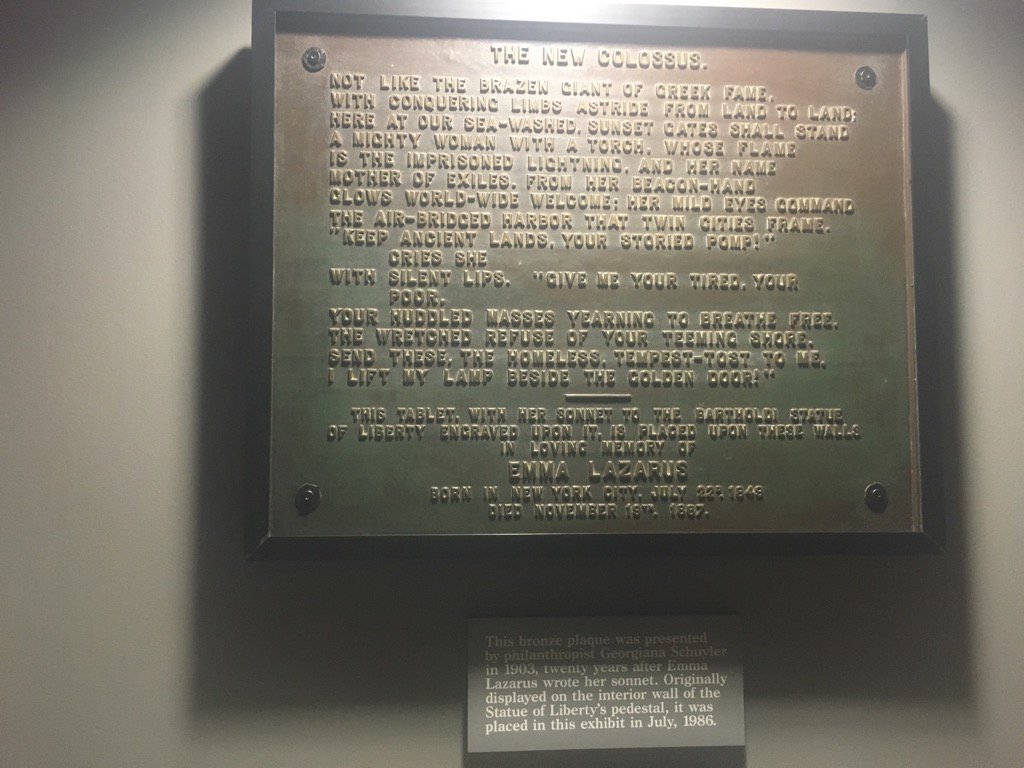 THE NEW COLOSSUS.
NOT LIKE THE BRAZEN GIANT OF GREEK FAME,
WITH CONQUERING LIMBS ASTRIDE FROM LAND TO LAND;
HERE AT OUR SEA-WASHED, SUNSET GATES SHALL STAND
A MIGHTY WOMAN WITH A TORCH, WHOSE FLAME
IS THE IMPRISONED LIGHTNING, AND HER NAME
MOTHER OF EXILES. FROM HER BEACON-HAND
GLOWS WORLD-WIDE WELCOME; HER MILD EYES COMMAND
THE AIR-BRIDGED HARBOR THAT TWIN CITIES FRAME.
"KEEP ANCIENT LANDS, YOUR STORIED POMP!"
CRIES SHE
WITH SILENT LIPS. "GIVE ME YOUR TIRED, YOUR
POOR,
YOUR HUDDLED MASSES YEARNING TO BREATHE FREE,
THE WRETCHED REFUSE OF YOUR TEEMING SHORE.
SEND THESE, THE HOMELESS, TEMPEST-TOST TO ME,
I LIFT MY LAMP BESIDE THE GOLDEN DOOR!"
THIS TABLET, WITH HER SONNET TO THE BARTHOLDI STATUE
OF LIBERTY ENGRAVED UPON IT, IS PLACED UPON THESE WALLS
IN LOVING MEMORY OF
EMMA LAZARUS
BORN IN NEW YORK CITY, JULY 22D, 1849
DIED NOVEMBER 19TH, 1887.
This bronze plaque was presented
by philanthropist Georgiana Schuyler
in 1903, twenty years after Emma
Lazarus wrote her sonnet. Originally
displayed on the interior wall of the
Statue of Liberty's pedestal, it was
placed in this exhibit in July, 1986.